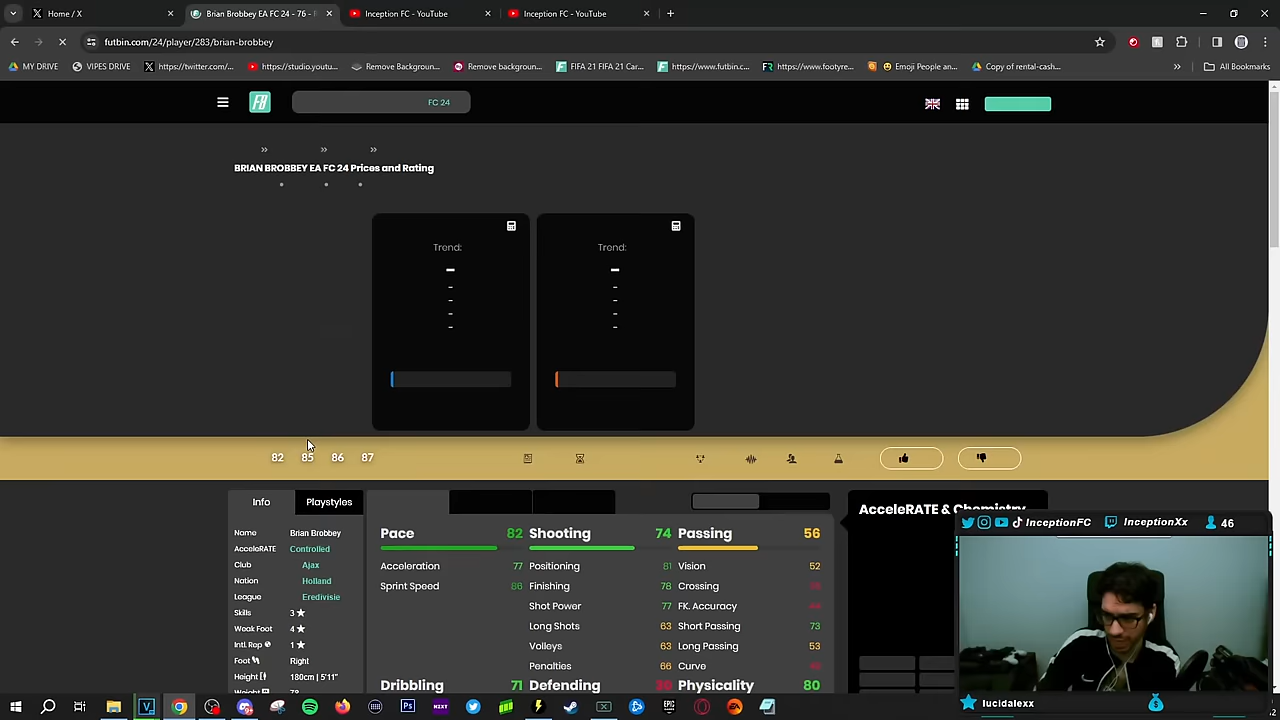 Home / X
Brian Brobbey EA FC 24 - 76 -
Inception FC - YouTube
Inception FC - YouTube
futbin.com/24/player/283/brian-brobbey
MY DRIVE
VIPES DRIVE
https://twitter.com/...
https://studio.youtu...
Remove Backgroun...
Remove backgroun...
FIFA 21 FIFA 21 Car...
https://www.futbin.c...
https://www.footyre...
Emoji People an...
Copy of rental-cash...
All Bookmarks
FC 24
BRIAN BROBBEY EA FC 24 Prices and Rating
Trend:
Trend:
82 85 86 87
Info
Playstyles
AcceleRATE & Chemistry
Name Brian Brobbey
AcceleRATE Controlled
Club Ajax
Nation Holland
League Eredivisie
Skills 3
Weak Foot 4
Intl. Rep 1
Foot Right
Height 180cm | 5'11"
Weight 78
Pace 82
Acceleration 77
Sprint Speed 86
Shooting 74
Positioning 81
Finishing 78
Shot Power 77
Long Shots 63
Volleys 63
Penalties 66
Passing 56
Vision 52
Crossing
FK. Accuracy
Short Passing 73
Long Passing 53
Curve
Dribbling 71
Defending
Physicality 80
InceptionFC
InceptionXx
46
lucidalexx